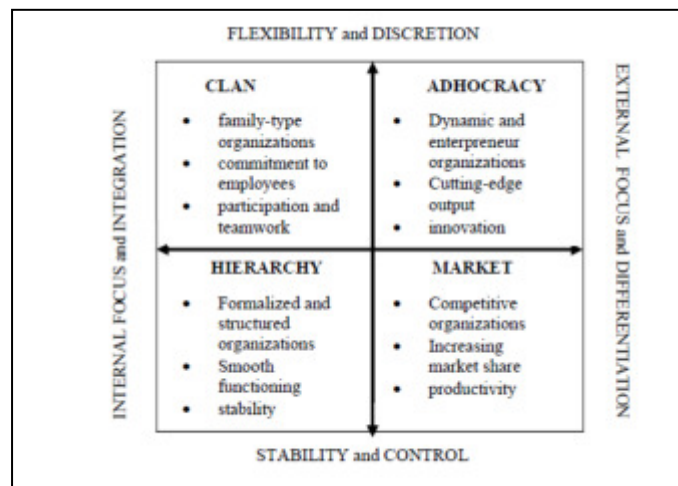 FLEXIBILITY and DISCRETION
INTERNAL FOCUS and INTEGRATION
CLAN
• family-type
organizations
• commitment to
employees
• participation and
teamwork
ADHOCRACY
• Dynamic and
enterpreneur
organizations
• Cutting-edge
output
• innovation
HIERARCHY
• Formalized and
structured
organizations
• Smooth
functioning
• stability
MARKET
• Competitive
organizations
• Increasing
market share
• productivity
EXTERNAL FOCUS and DIFFERENTIATION
STABILITY and CONTROL